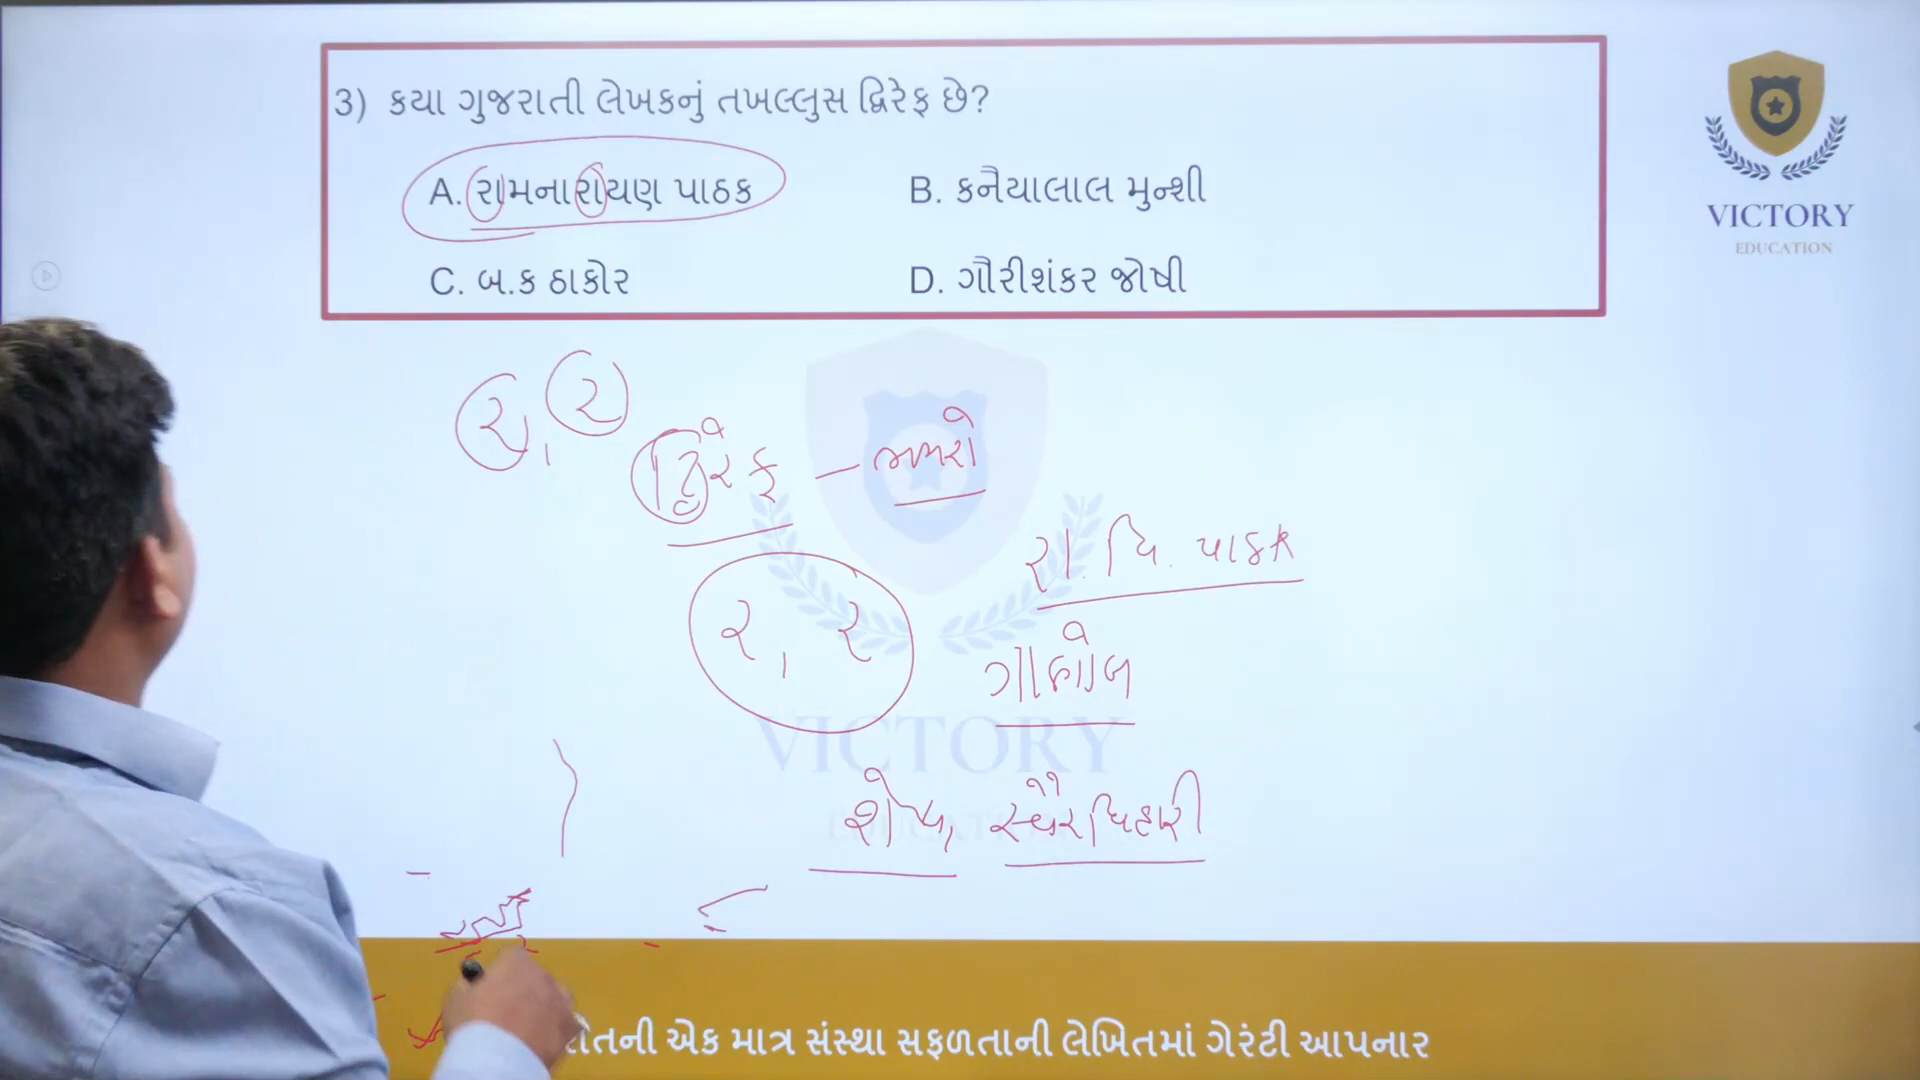 3) કયા ગુજરાતી લેખકનું તખલ્લુસ દ્વિરેફ છે?
A. રામનારાયણ પાઠક
B. કનૈયાલાલ મુન્શી
C. બ.ક ઠાકોર
D. ગૌરીશંકર જોષી
VICTORY
EDUCATION
ર, ર
દ્વિરેફ – ભમરો
રા. વિ. પાઠક
ર, ર
VICTORY
શેષ, સ્વૈરવિહારી
એક માત્ર સંસ્થા સફળતાની લેખિતમાં ગેરંટી આપનાર